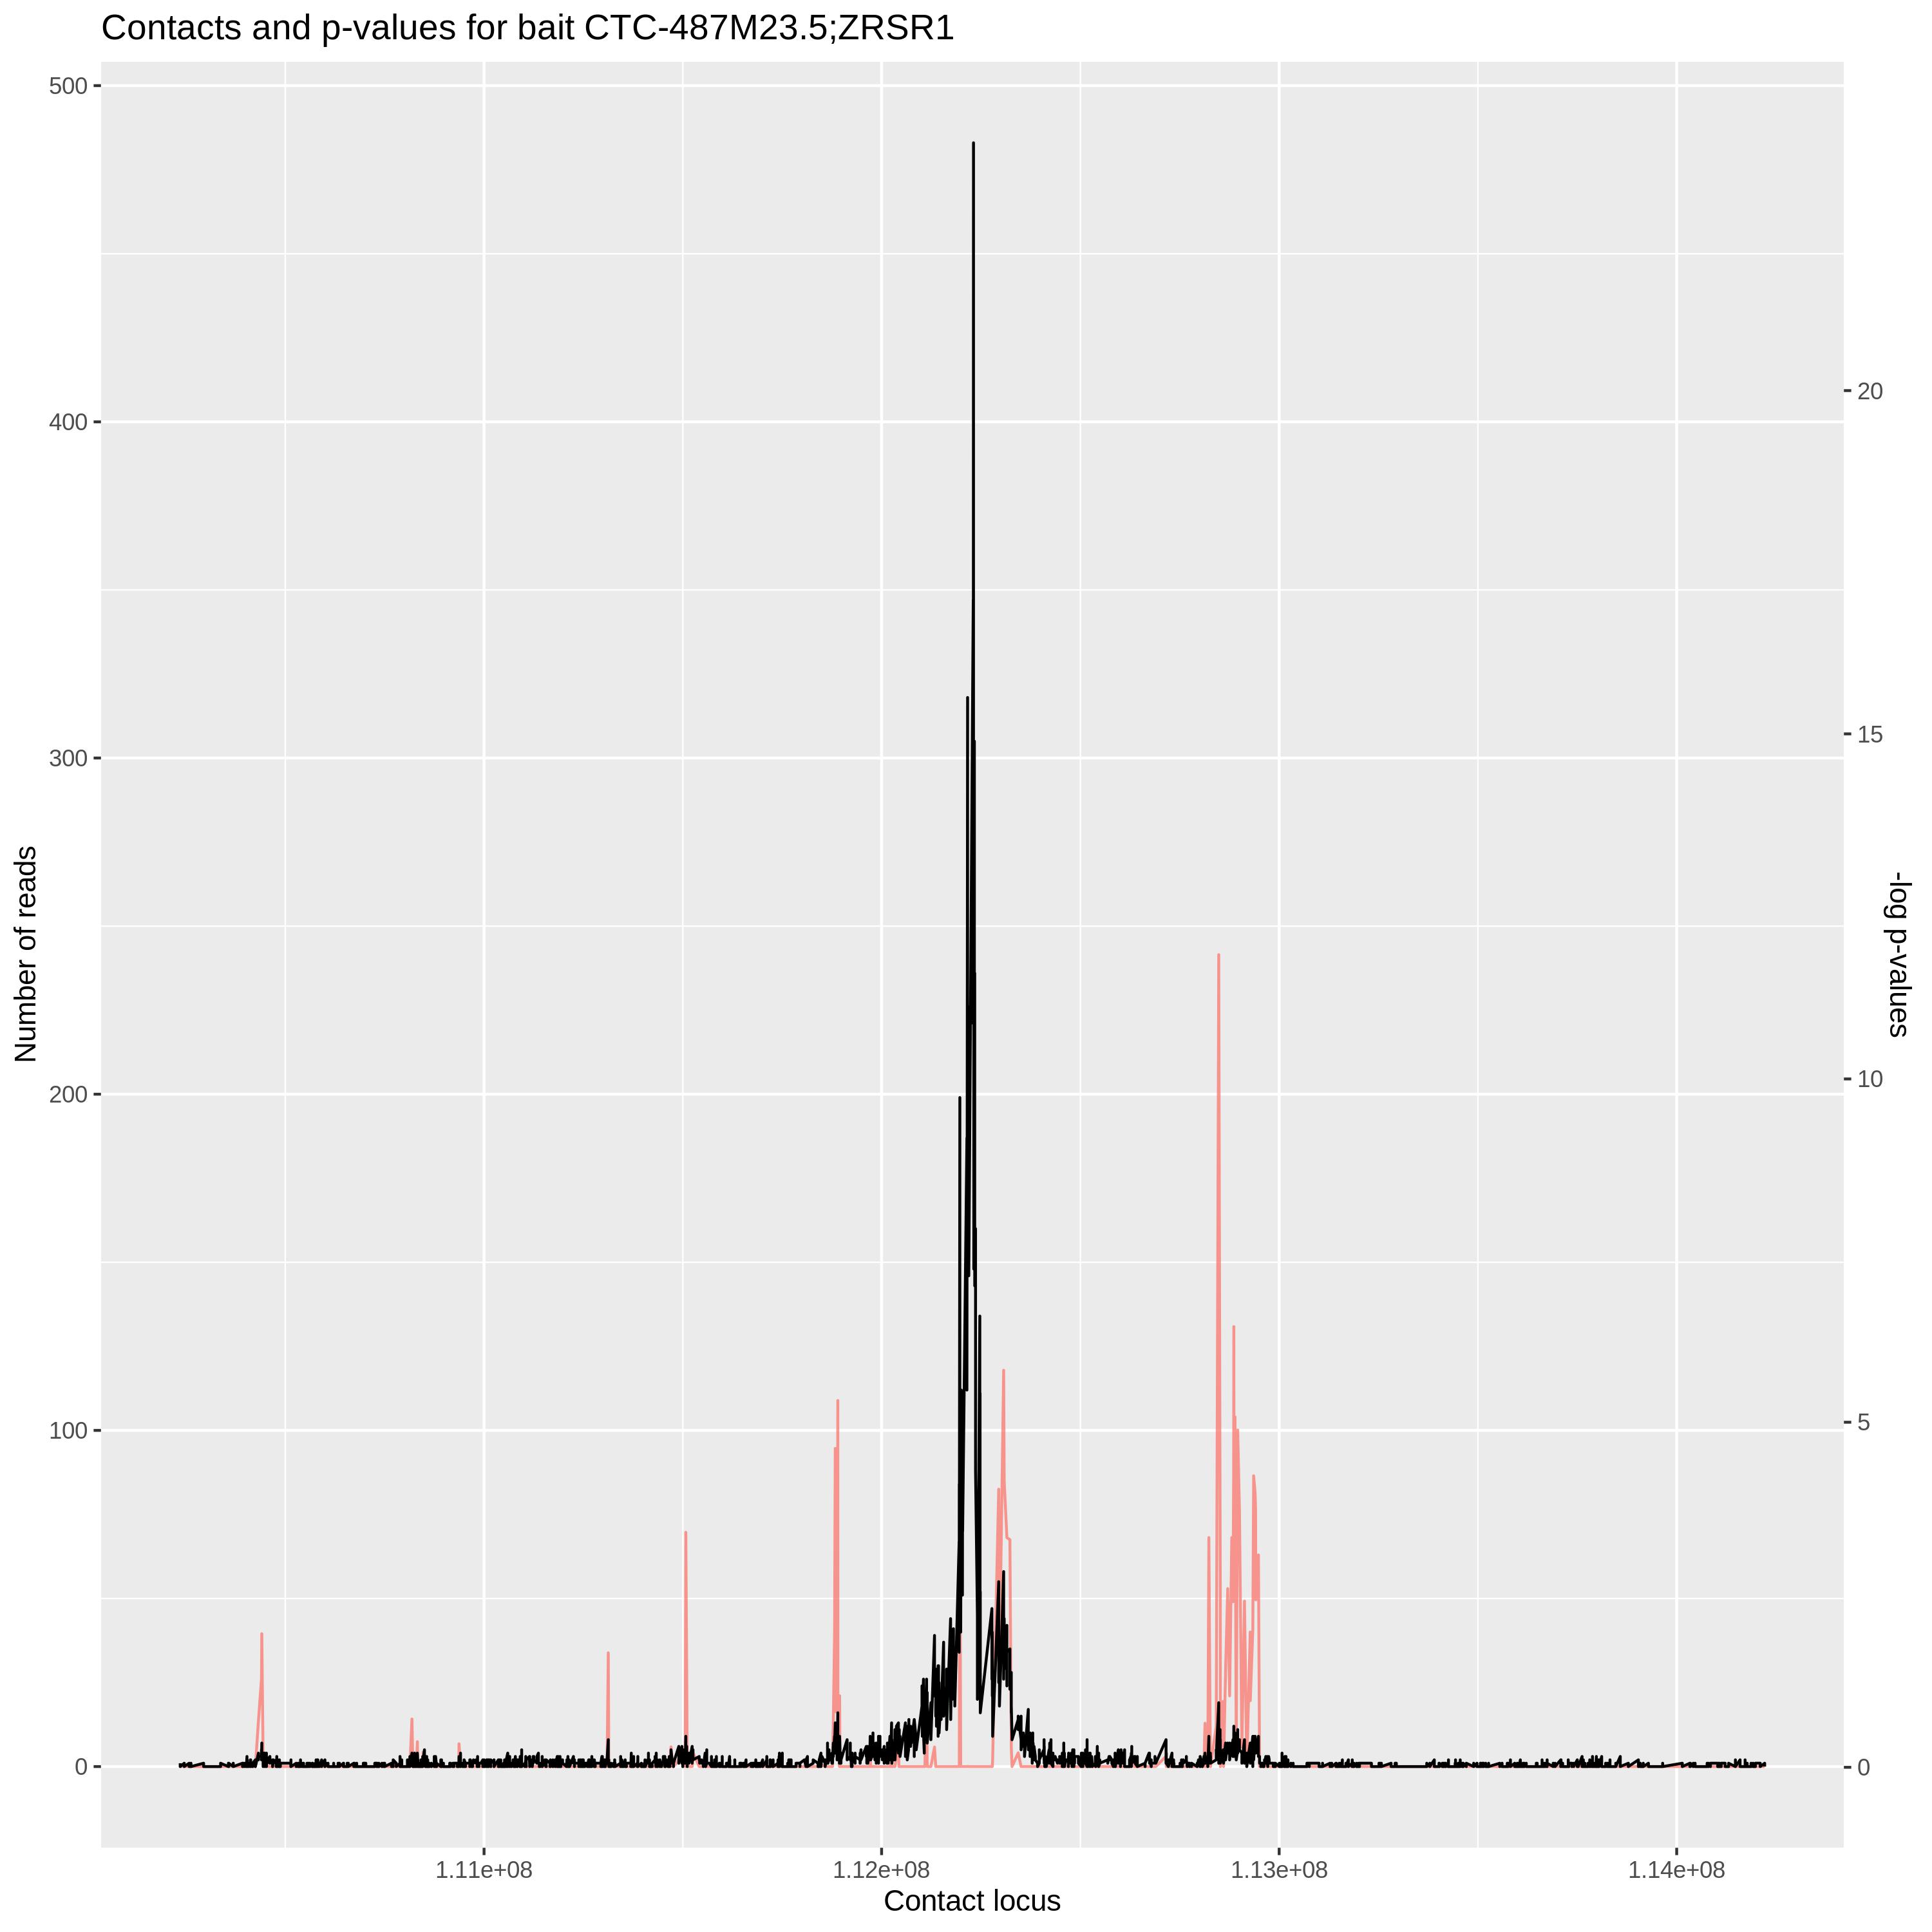 Contacts and p-values for bait CTC-487M23.5;ZRSR1
500
400
300
200
100
0
Number of reads
20
15
10
5
0
-log p-values
1.11e+08
1.12e+08
1.13e+08
1.14e+08
Contact locus